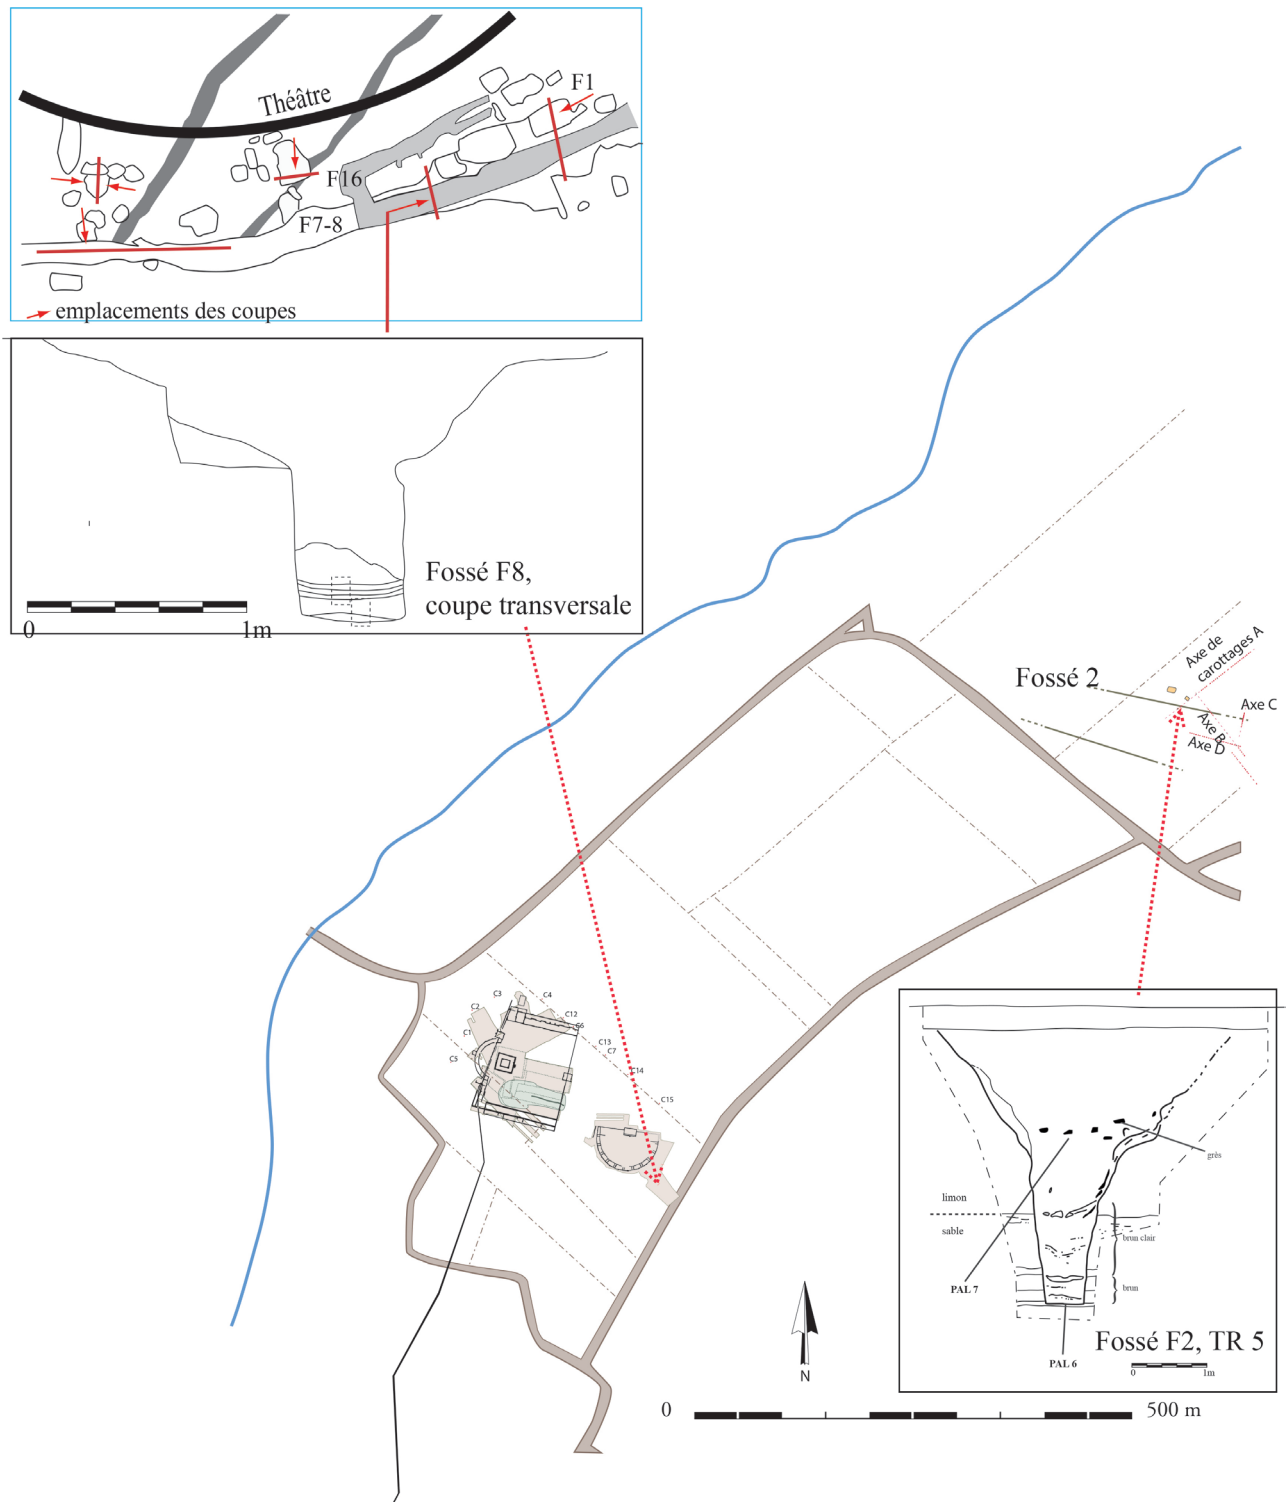 Théâtre
F1
F16
F7-8
emplacements des coupes
Fossé F8,
coupe transversale
0
1m
Fossé 2
Axe de
carottages A
Axe C
Axe B
Axe D
C3
C4
C2
C12
C6
C1
C13
C7
C5
C14
C15
grès
limon
sable
brun clair
brun
PAL 7
PAL 6
Fossé F2, TR 5
0
1m
N
0
500 m